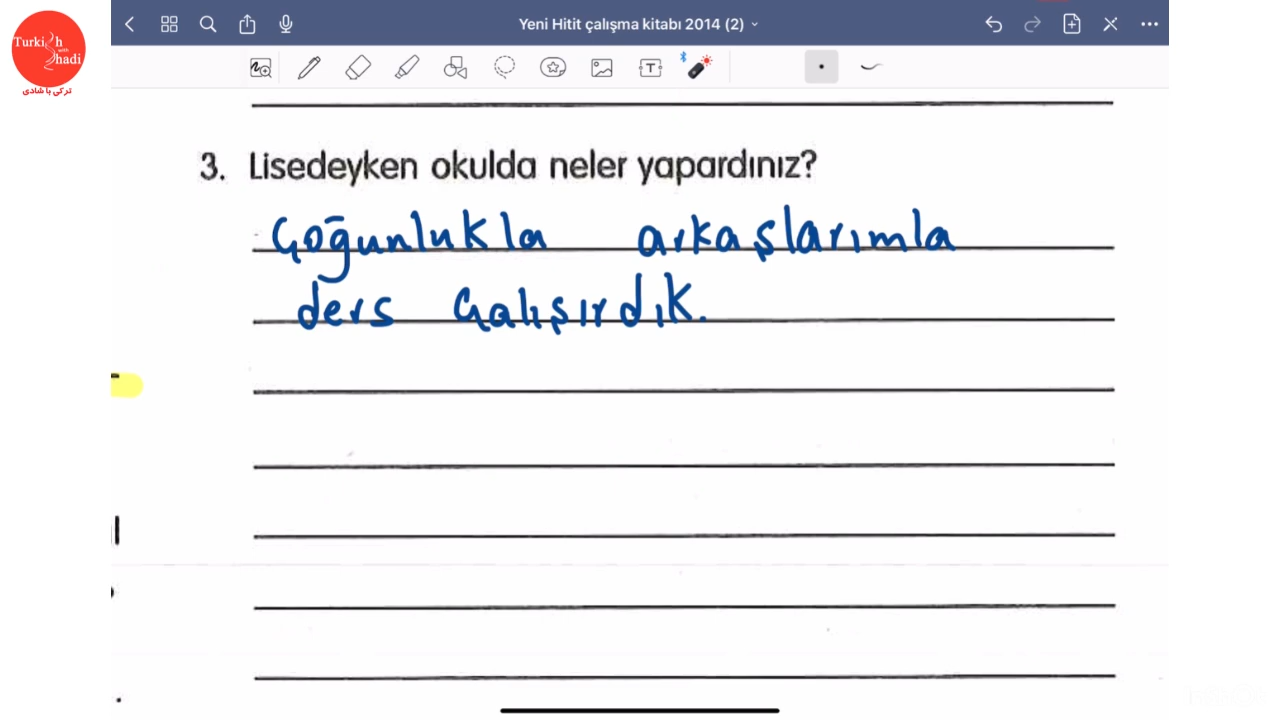 Turkish
with
Shadi
ترکی با شادی
Yeni Hitit çalışma kitabı 2014 (2)
3. Lisedeyken okulda neler yapardınız?
Çoğunlukla arkaşlarımla
ders çalışırdık.